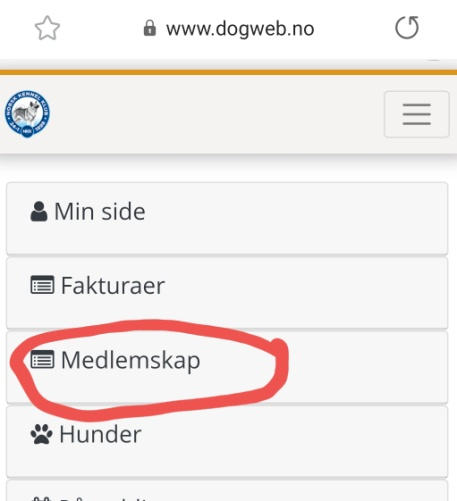 www.dogweb.no
Min side
Fakturaer
Medlemskap
Hunder